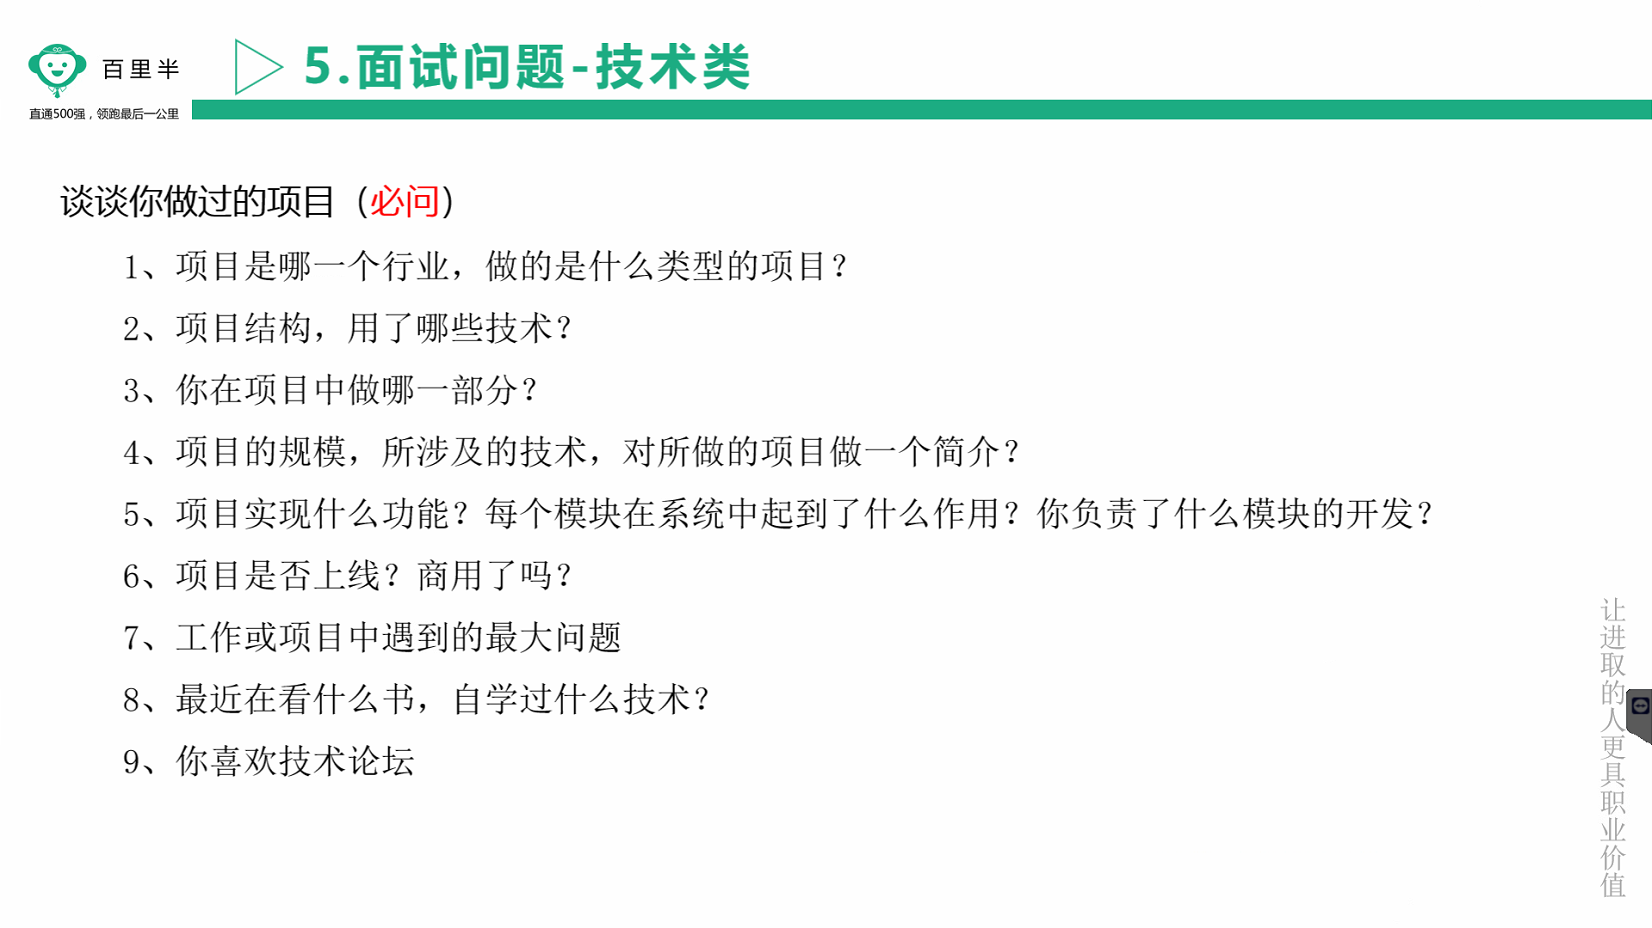 百里半
直通500强，领跑最后一公里
5.面试问题-技术类
谈谈你做过的项目（必问）
1、项目是哪一个行业，做的是什么类型的项目？
2、项目结构，用了哪些技术？
3、你在项目中做哪一部分？
4、项目的规模，所涉及的技术，对所做的项目做一个简介？
5、项目实现什么功能？每个模块在系统中起到了什么作用？你负责了什么模块的开发？
6、项目是否上线？商用了吗？
7、工作或项目中遇到的最大问题
8、最近在看什么书，自学过什么技术？
9、你喜欢技术论坛
让进取的人更具职业价值